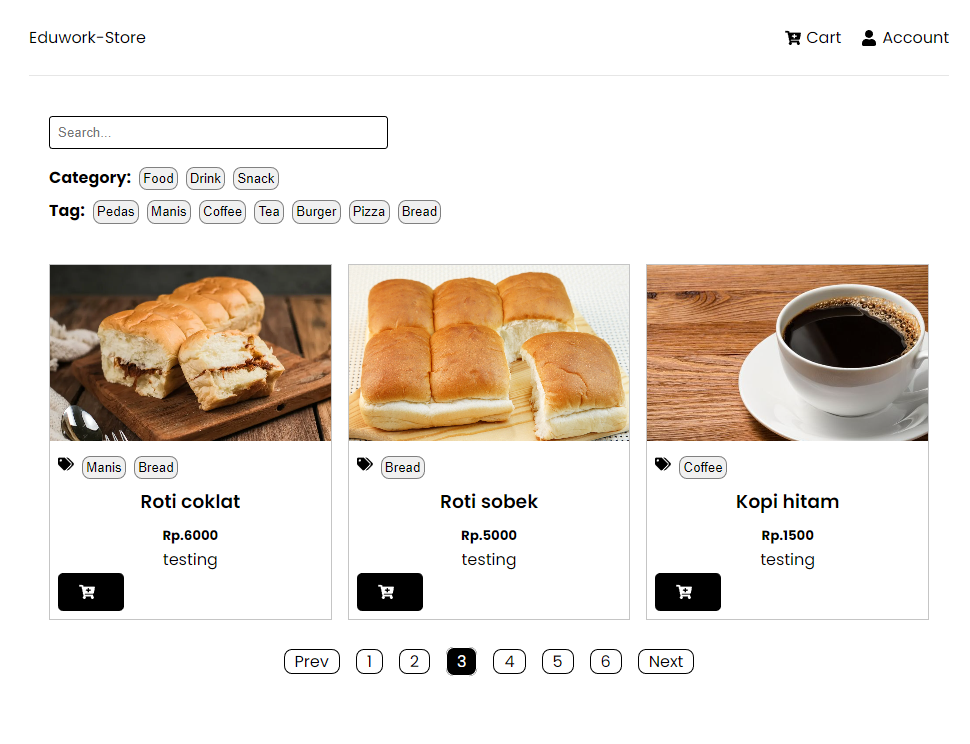 Eduwork-Store Cart Account
Search...
Category: Food Drink Snack
Tag: Pedas Manis Coffee Tea Burger Pizza Bread
Manis Bread
Roti coklat
Rp.6000
testing
Bread
Roti sobek
Rp.5000
testing
Coffee
Kopi hitam
Rp.1500
testing
Prev 1 2 3 4 5 6 Next